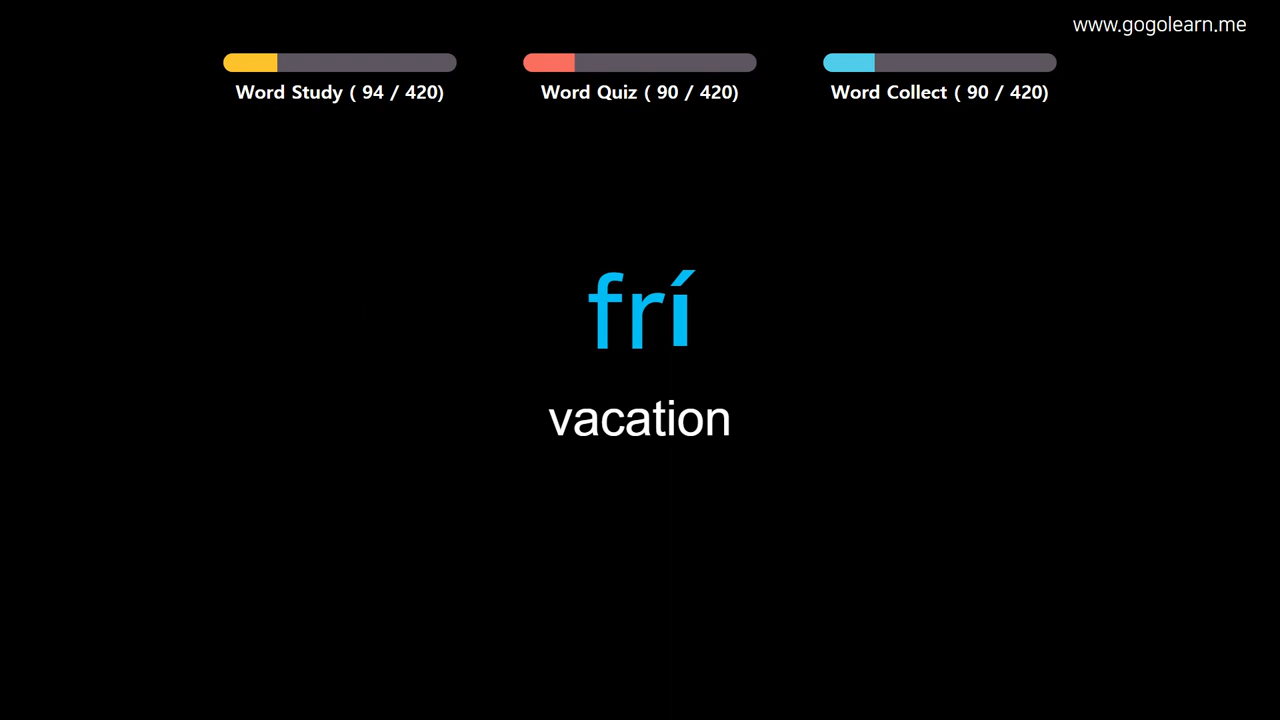 www.gogolearn.me
Word Study ( 94 / 420)
Word Quiz ( 90 / 420)
Word Collect ( 90 / 420)
frí
vacation